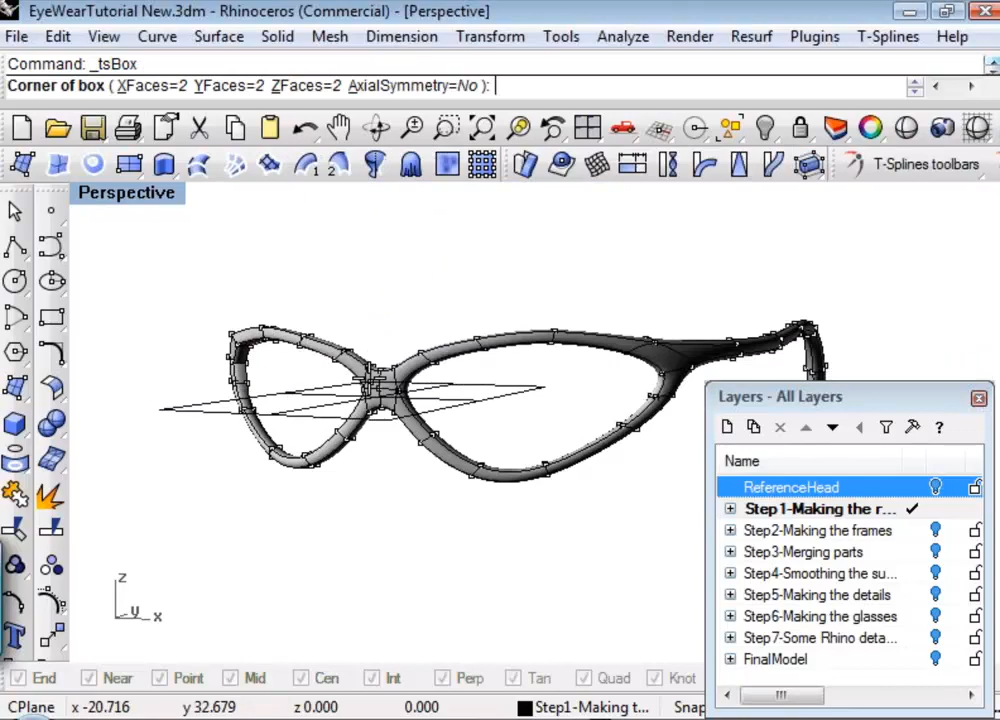 EyeWearTutorial New.3dm - Rhinoceros (Commercial) - [Perspective]
File Edit View Curve Surface Solid Mesh Dimension Transform Tools Analyze Render Resurf Plugins T-Splines Help
Command: _tsBox
Corner of box ( XFaces=2 YFaces=2 ZFaces=2 AxialSymmetry=No ):
1 2 T-Splines toolbars
Perspective
Layers - All Layers
?
Name
ReferenceHead
Step1-Making the r...
Step2-Making the frames
Step3-Merging parts
Step4-Smoothing the su...
Step5-Making the details
Step6-Making the glasses
Step7-Some Rhino deta...
FinalModel
z
y x
T
End Near Point Mid Cen Int Perp Tan Quad Knot
CPlane x -20.716 y 32.679 z 0.000 0.000 Step1-Making t... Snap